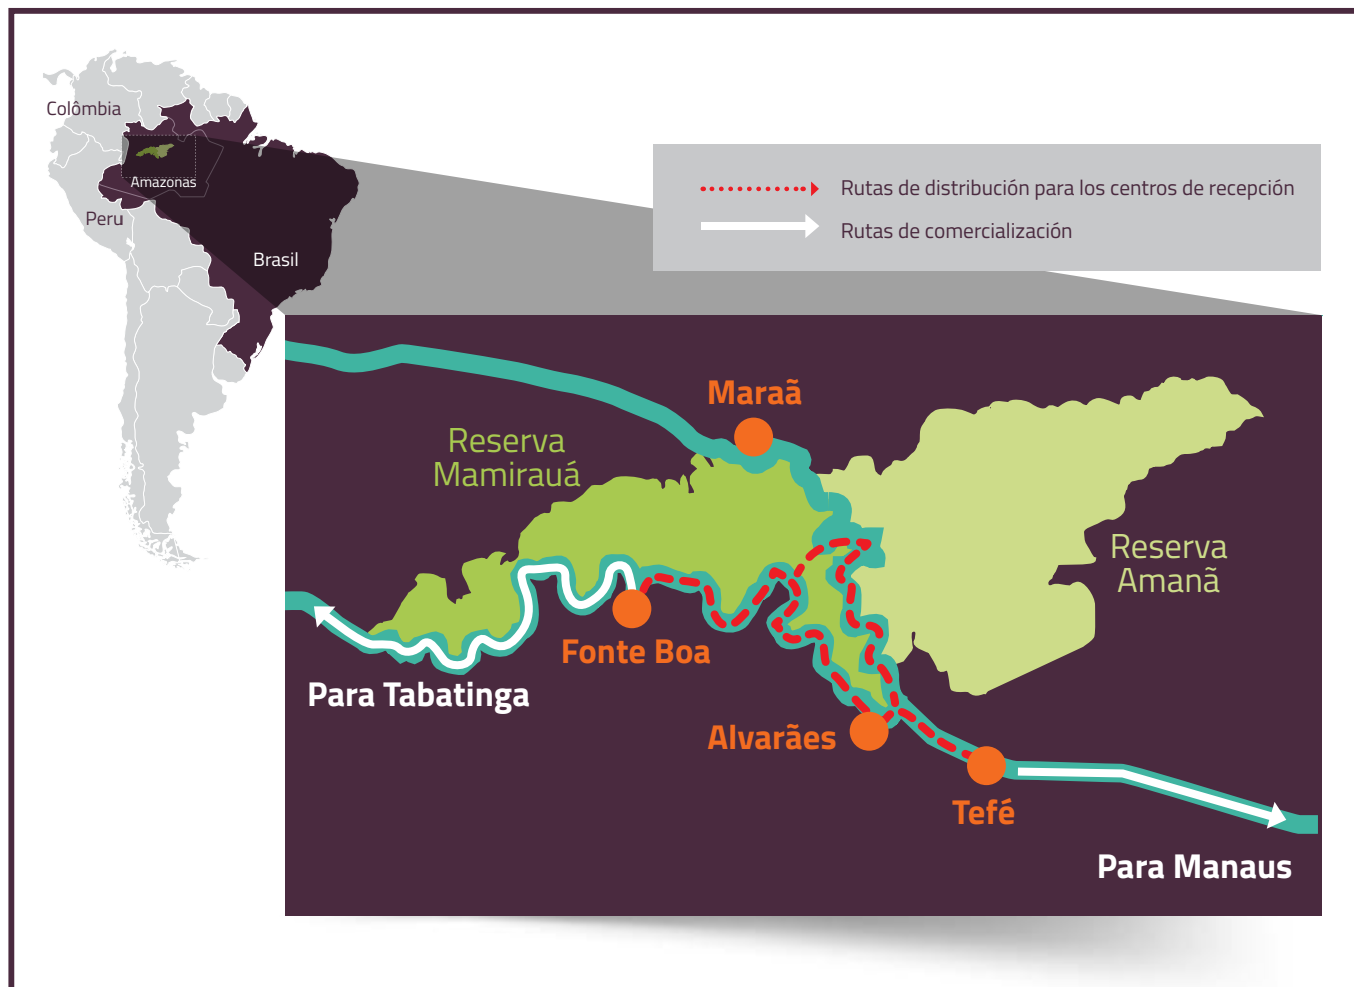 Colômbia
Amazonas
Peru
Brasil
Rutas de distribución para los centros de recepción
Rutas de comercialización
Maraã
Reserva
Mamirauá
Reserva
Amanã
Fonte Boa
Para Tabatinga
Alvarães
Tefé
Para Manaus